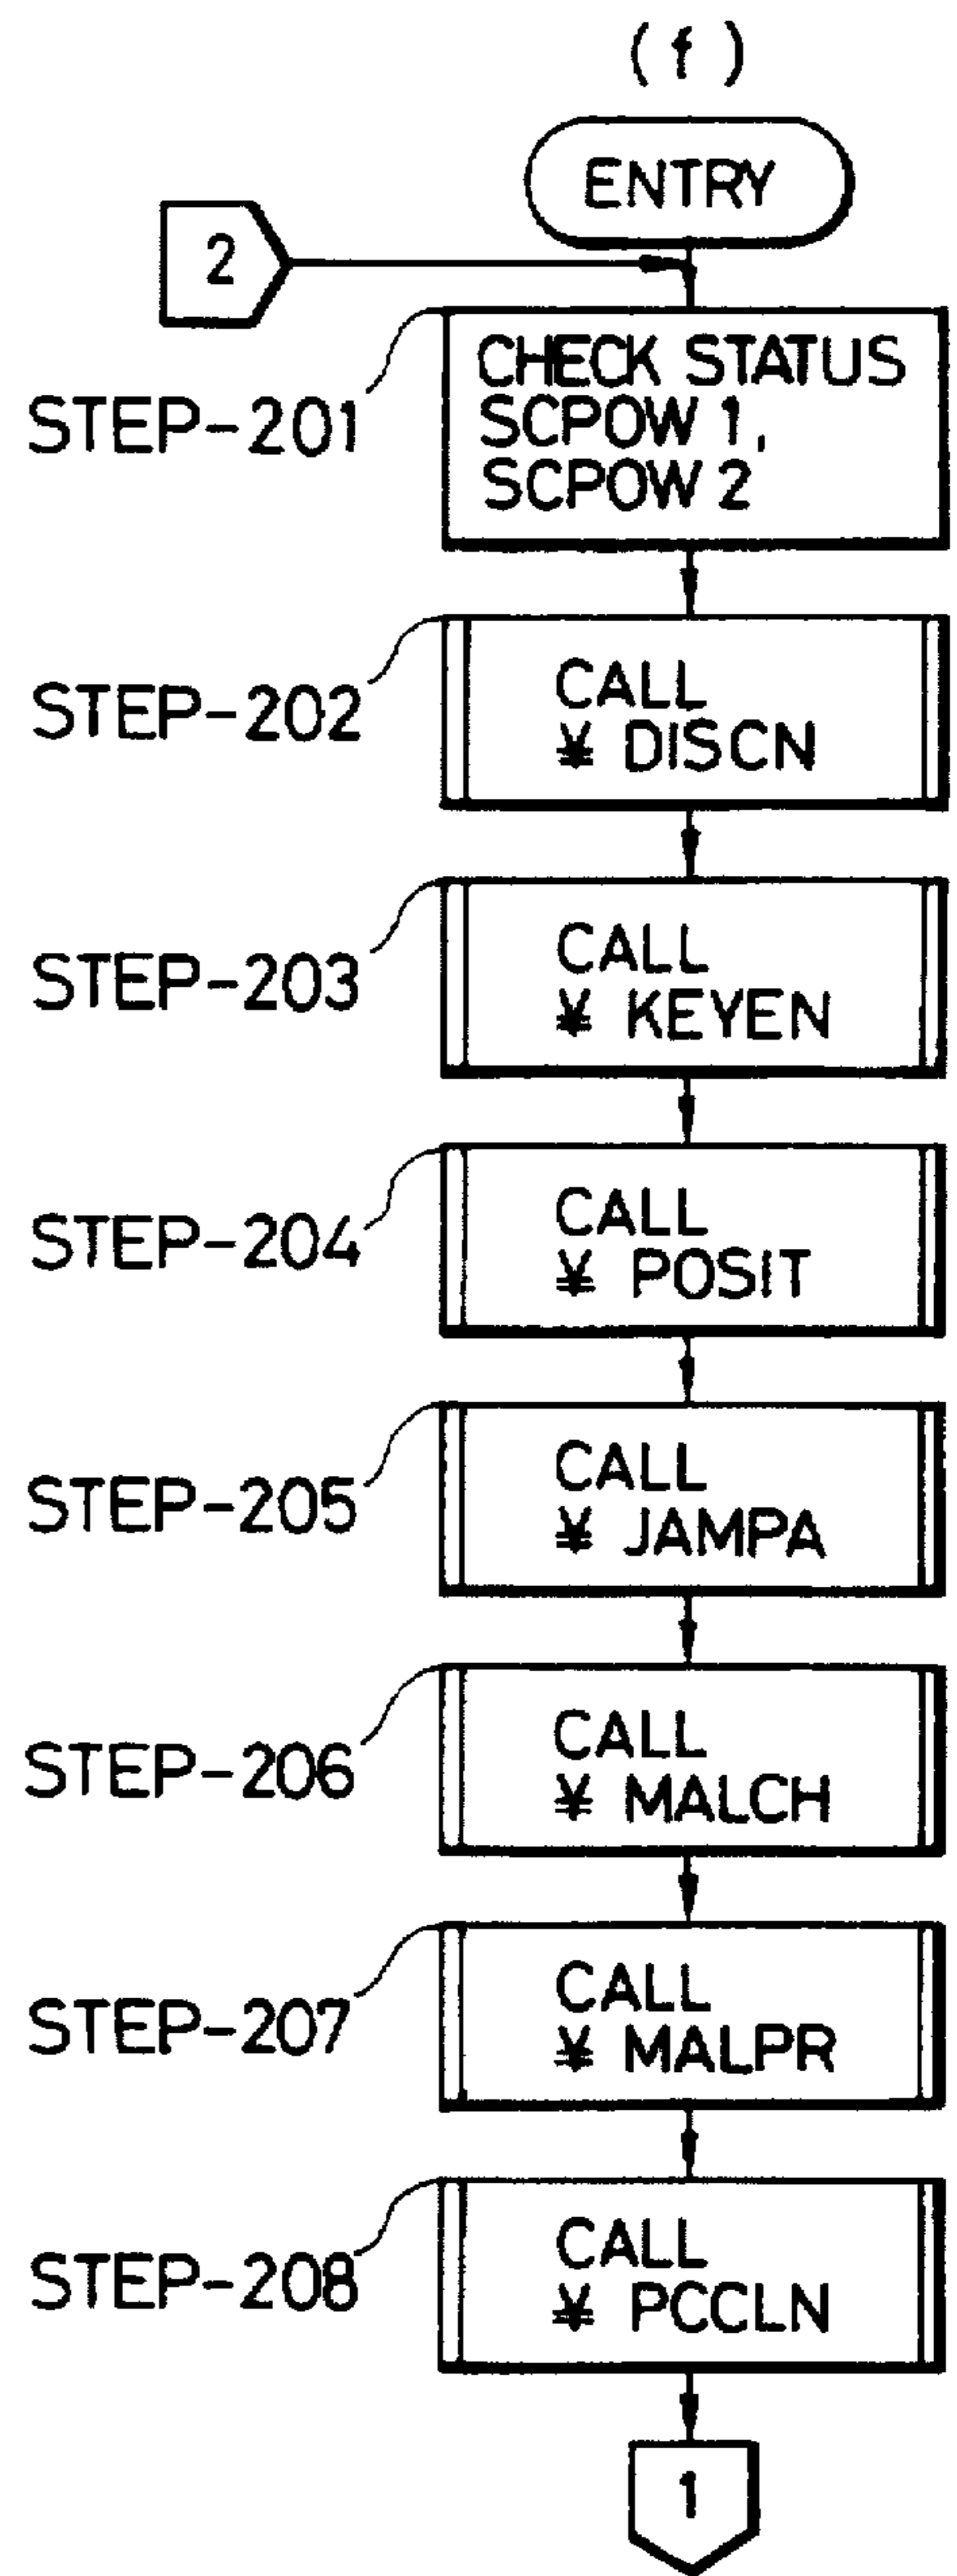 (f)
ENTRY
2
STEP-201
CHECK STATUS
SCPOW 1,
SCPOW 2
STEP-202
CALL
¥ DISCN
STEP-203
CALL
¥ KEYEN
STEP-204
CALL
¥ POSIT
STEP-205
CALL
¥ JAMPA
STEP-206
CALL
¥ MALCH
STEP-207
CALL
¥ MALPR
STEP-208
CALL
¥ PCCLN
1